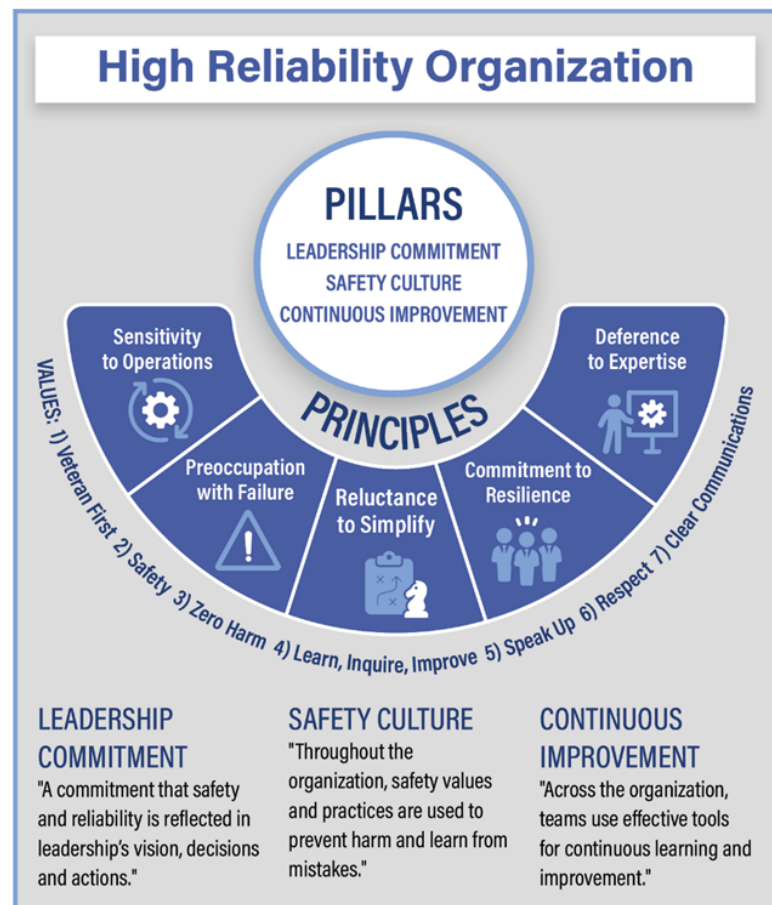 High Reliability Organization
PILLARS
LEADERSHIP COMMITMENT
SAFETY CULTURE
CONTINUOUS IMPROVEMENT
PRINCIPLES
Sensitivity
to Operations
Preoccupation
with Failure
Reluctance
to Simplify
Commitment to
Resilience
Deference
to Expertise
VALUES: 1) Veteran First 2) Safety 3) Zero Harm 4) Learn, Inquire, Improve 5) Speak Up 6) Respect 7) Clear Communications
LEADERSHIP
COMMITMENT
"A commitment that safety
and reliability is reflected in
leadership's vision, decisions
and actions."
SAFETY CULTURE
"Throughout the
organization, safety values
and practices are used to
prevent harm and learn from
mistakes."
CONTINUOUS
IMPROVEMENT
"Across the organization,
teams use effective tools
for continuous learning and
improvement."